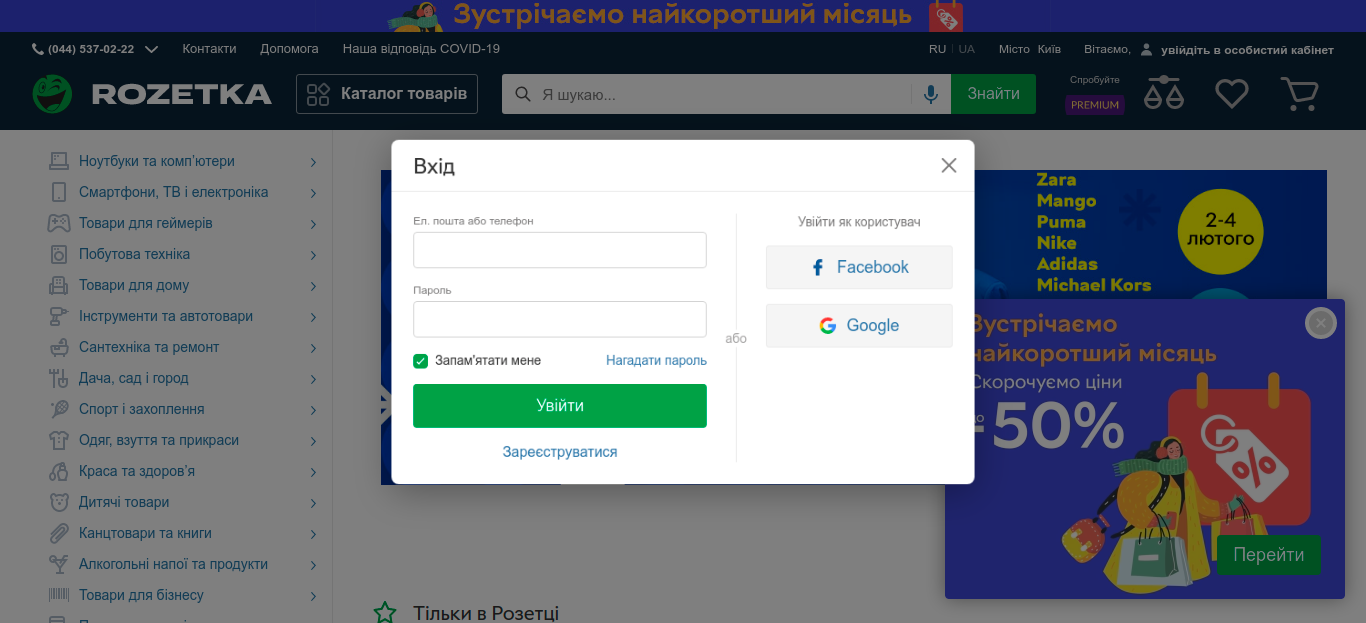 Зустрічаємо найкоротший місяць
(044) 537-02-22 Контакти Допомога Наша відповідь COVID-19 RU UA Місто Київ Вітаємо, увійдіть в особистий кабінет
ROZETKA Каталог товарів Я шукаю... Знайти Спробуйте
PREMIUM
Вхід
Ел. пошта або телефон
Пароль
Запам'ятати мене Нагадати пароль
Увійти
Зареєструватися
або
Увійти як користувач
Facebook
Google
Ноутбуки та комп'ютери
Смартфони, ТВ і електроніка
Товари для геймерів
Побутова техніка
Товари для дому
Інструменти та автотовари
Сантехніка та ремонт
Дача, сад і город
Спорт і захоплення
Одяг, взуття та прикраси
Краса та здоров'я
Дитячі товари
Канцтовари та книги
Алкогольні напої та продукти
Товари для бізнесу
Zara
Mango
Puma
Nike
Adidas
Michael Kors
2-4
ЛЮТОГО
Зустрічаємо
найкоротший місяць
Скорочуємо ціни
-50%
Перейти
Тільки в Розетці